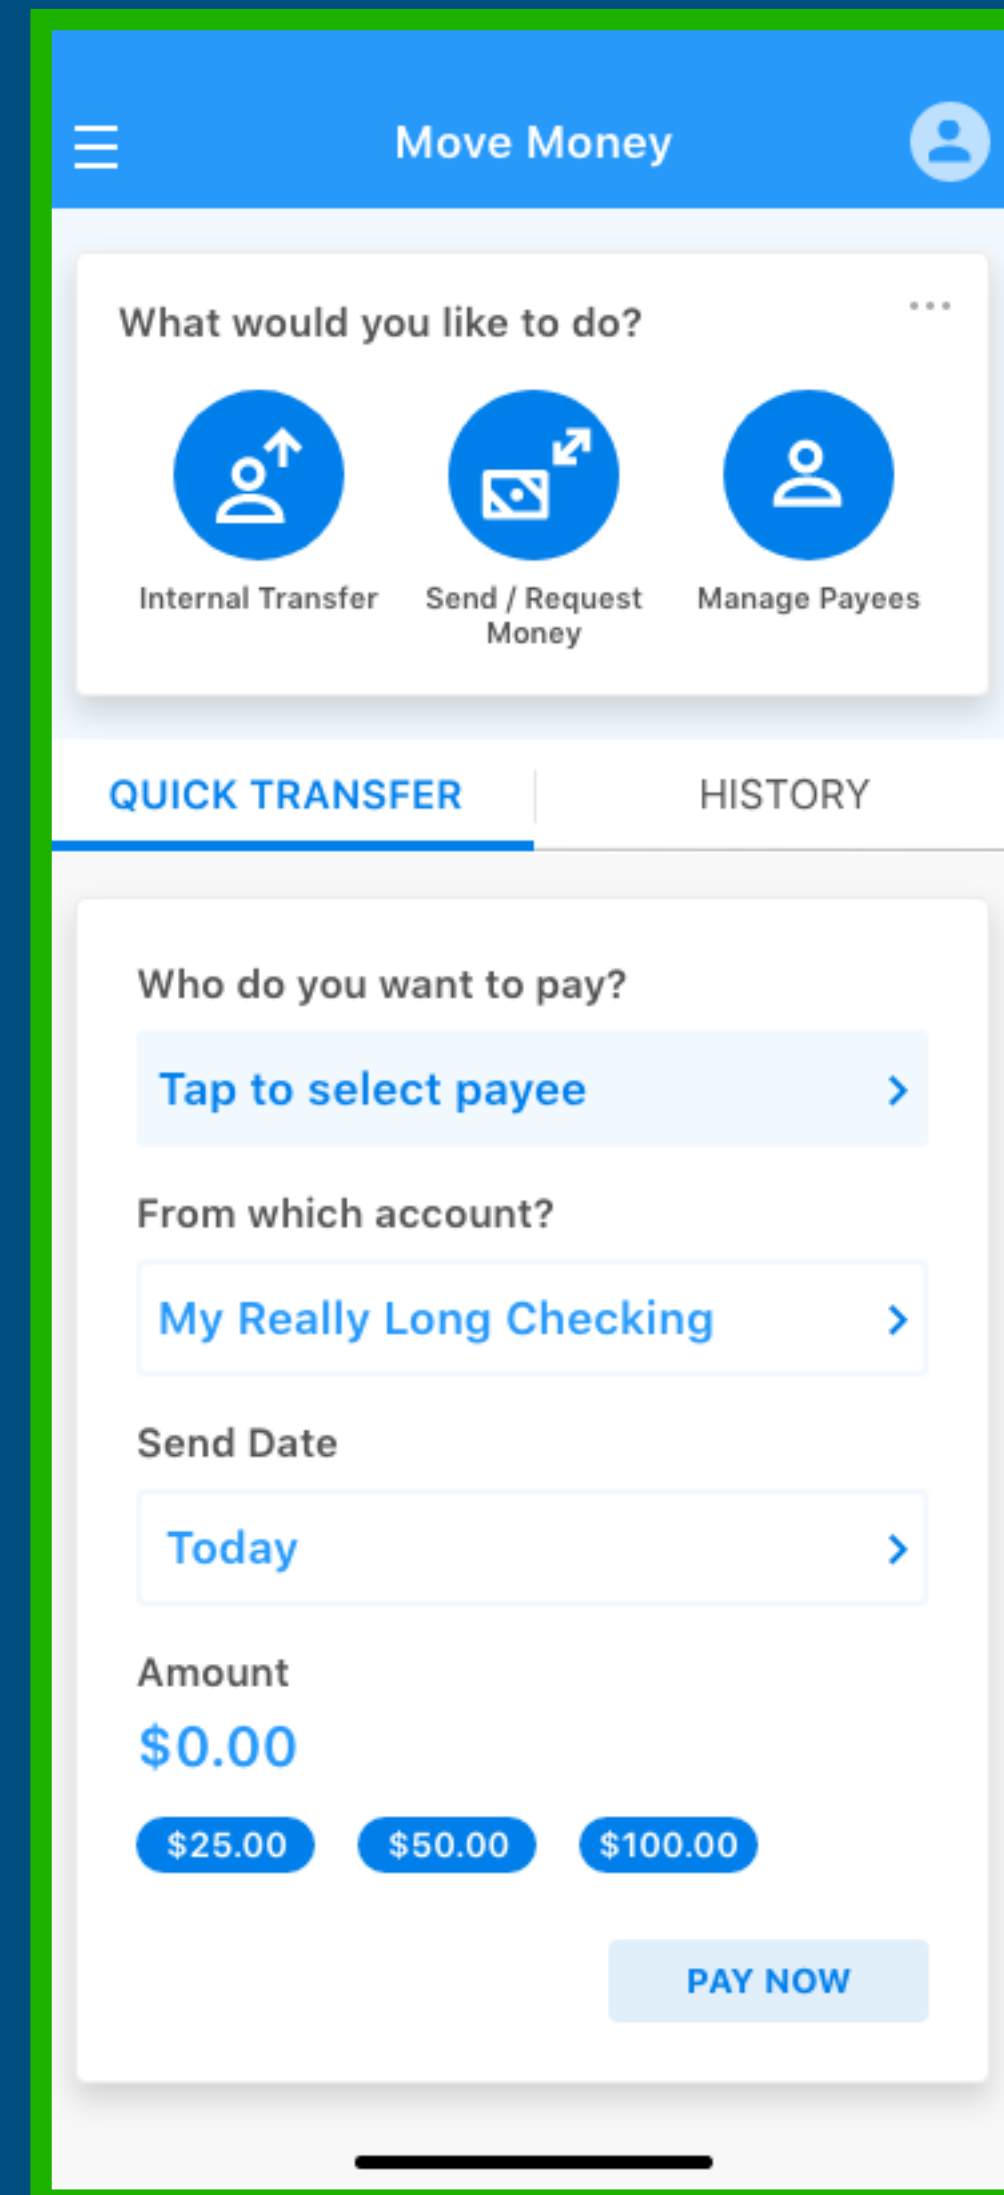 Move Money
What would you like to do?
Internal Transfer
Send / Request
Money
Manage Payees
QUICK TRANSFER
HISTORY
Who do you want to pay?
Tap to select payee
From which account?
My Really Long Checking
Send Date
Today
Amount
$0.00
$25.00 $50.00 $100.00
PAY NOW